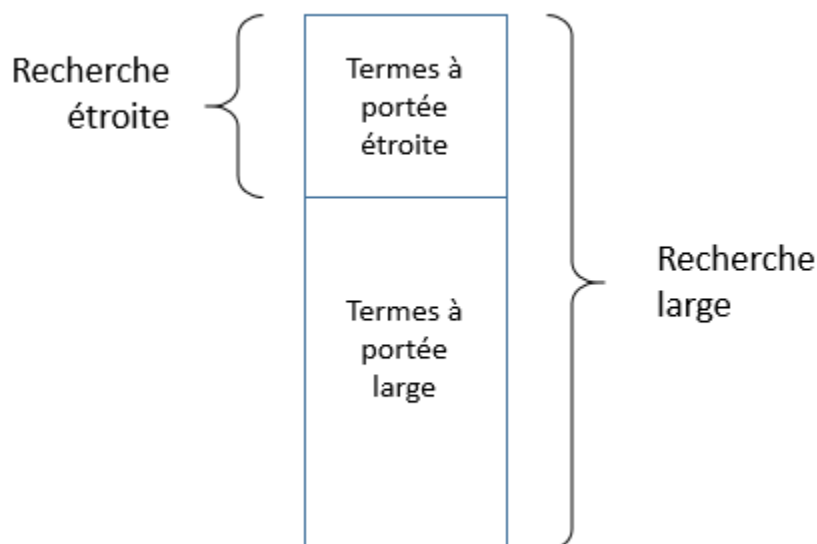 Recherche
étroite
Termes à
portée
étroite
Termes à
portée
large
Recherche
large